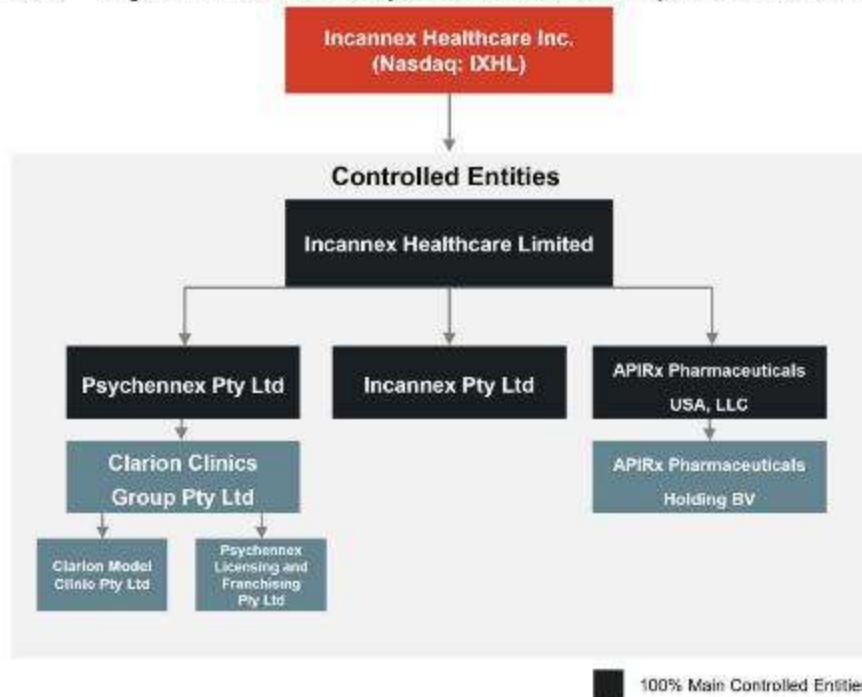 Incannex Healthcare Inc.
(Nasdaq: IXHL)
Controlled Entities
Incannex Healthcare Limited
Psychennex Pty Ltd
Incannex Pty Ltd
APIRx Pharmaceuticals
USA, LLC
Clarion Clinics
Group Pty Ltd
APIRx Pharmaceuticals
Holding BV
Clarion Model
Clinic Pty Ltd
Psychennex
Licensing and
Franchising
Pty Ltd
100% Main Controlled Entities